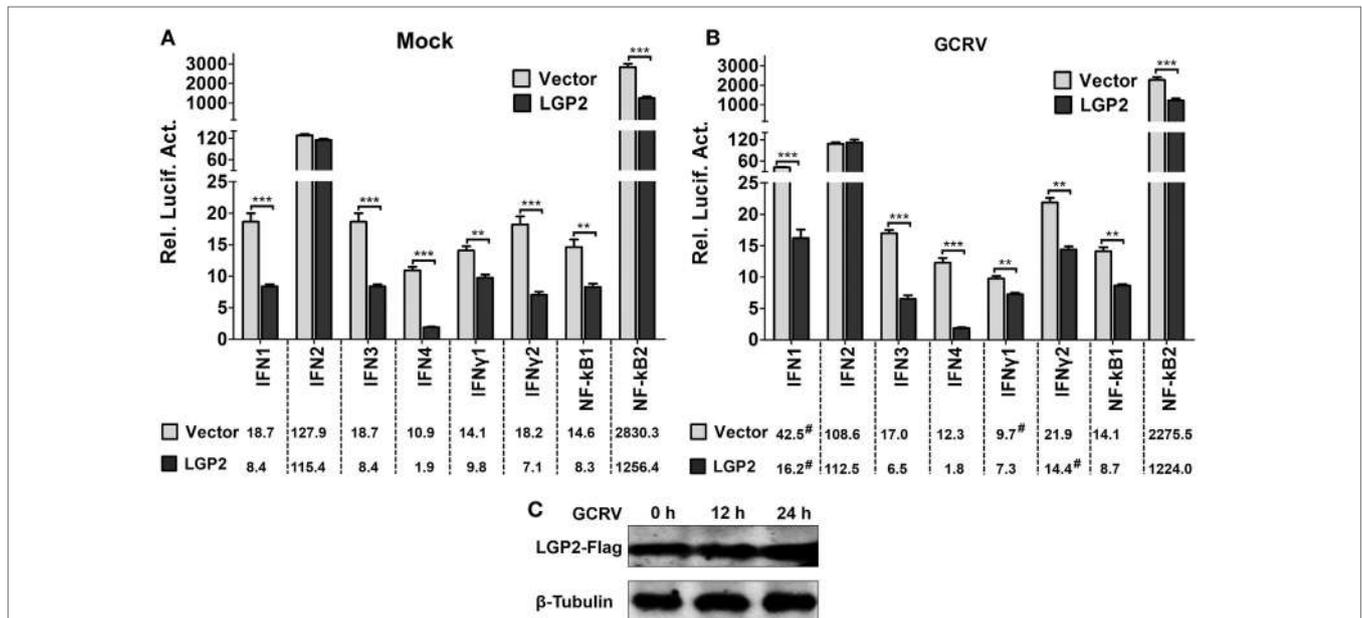 A
Mock
Vector
LGP2
Rel. Lucif. Act.
3000
2000
1000
120
60
25
20
15
10
5
0
***
***
***
**
***
**
***
IFN1 IFN2 IFN3 IFN4 IFNγ1 IFNγ2 NF-kB1 NF-kB2
Vector 18.7 127.9 18.7 10.9 14.1 18.2 14.6 2830.3
LGP2 8.4 115.4 8.4 1.9 9.8 7.1 8.3 1256.4
B
GCRV
Vector
LGP2
Rel. Lucif. Act.
3000
2000
1000
120
60
25
20
15
10
5
0
***
***
***
**
**
**
***
IFN1 IFN2 IFN3 IFN4 IFNγ1 IFNγ2 NF-kB1 NF-kB2
Vector 42.5# 108.6 17.0 12.3 9.7# 21.9 14.1 2275.5
LGP2 16.2# 112.5 6.5 1.8 7.3 14.4# 8.7 1224.0
C
GCRV 0 h 12 h 24 h
LGP2-Flag
β-Tubulin